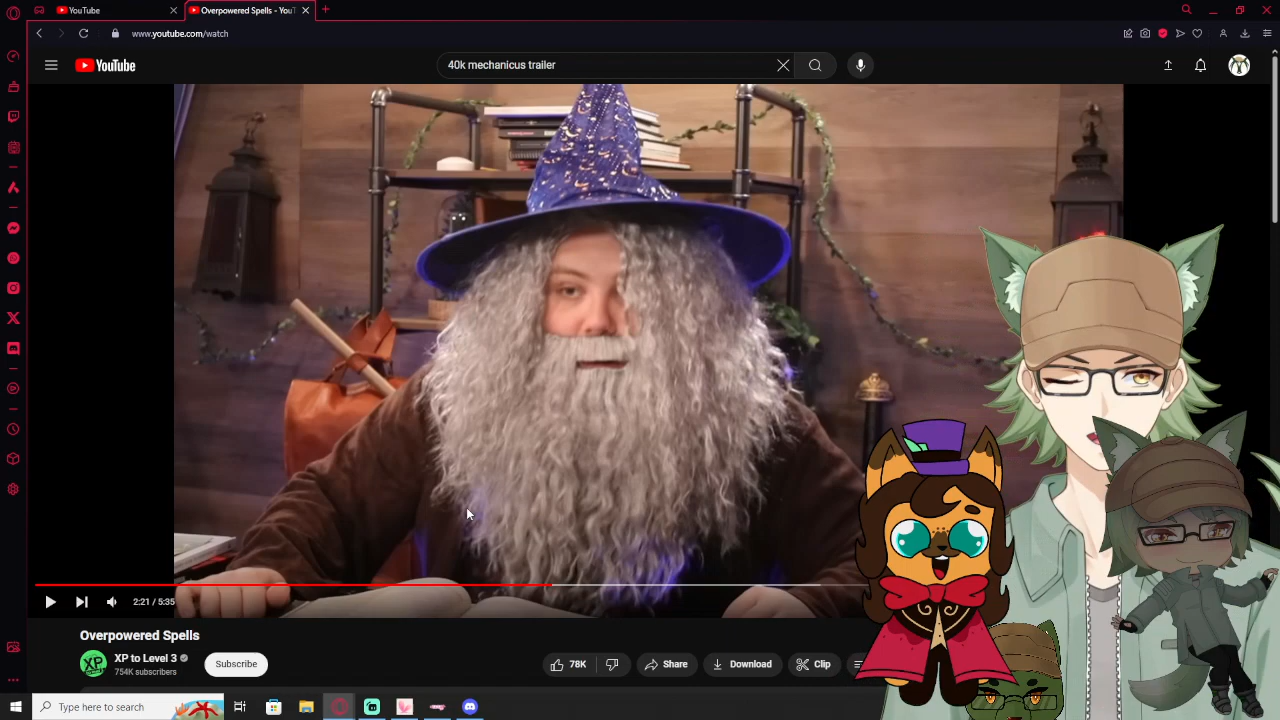 YouTube
Overpowered Spells - YouT
www.youtube.com/watch
YouTube
40k mechanicus trailer
2:21 / 5:35
Overpowered Spells
XP
XP to Level 3
754K subscribers
Subscribe
78K
Share
Download
Clip
Type here to search